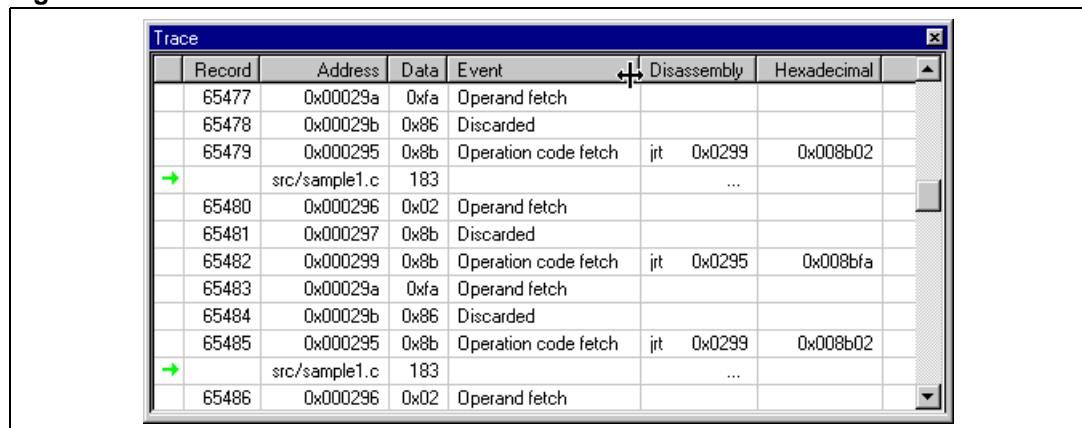 Trace
Record Address Data Event Disassembly Hexadecimal
65477 0x00029a 0xfa Operand fetch
65478 0x00029b 0x86 Discarded
65479 0x000295 0x8b Operation code fetch jrt 0x0299 0x008b02
src/sample1.c 183 ...
65480 0x000296 0x02 Operand fetch
65481 0x000297 0x8b Discarded
65482 0x000299 0x8b Operation code fetch jrt 0x0295 0x008bfa
65483 0x00029a 0xfa Operand fetch
65484 0x00029b 0x86 Discarded
65485 0x000295 0x8b Operation code fetch jrt 0x0299 0x008b02
src/sample1.c 183 ...
65486 0x000296 0x02 Operand fetch